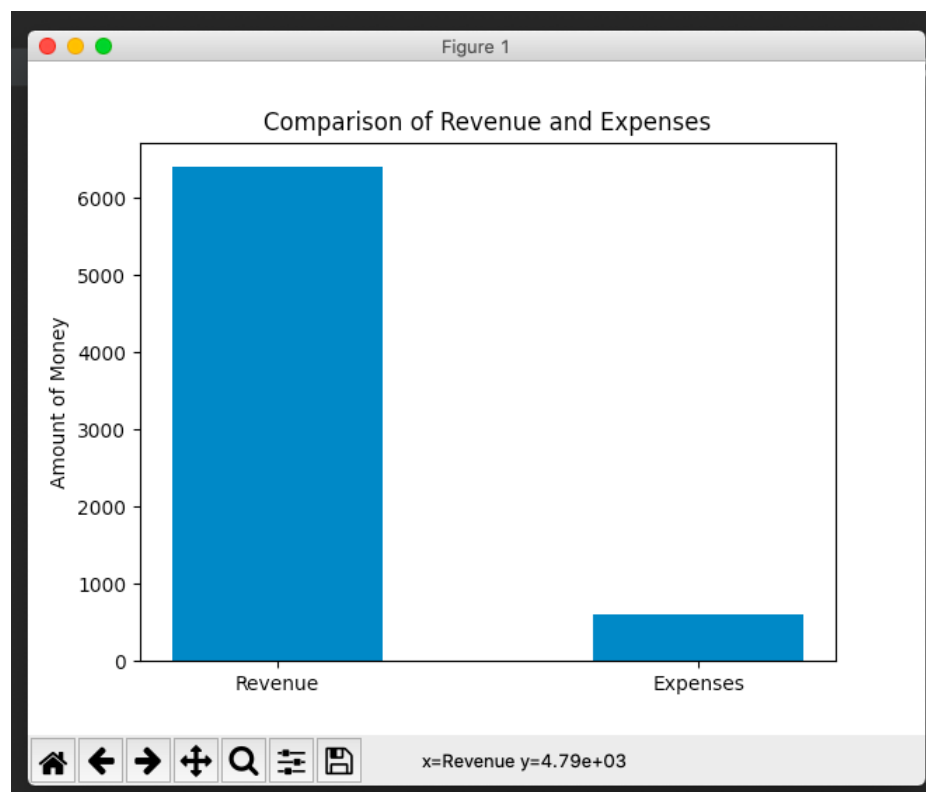 Figure 1
Comparison of Revenue and Expenses
6000
5000
4000
3000
2000
1000
0
Amount of Money
Revenue Expenses
x=Revenue y=4.79e+03